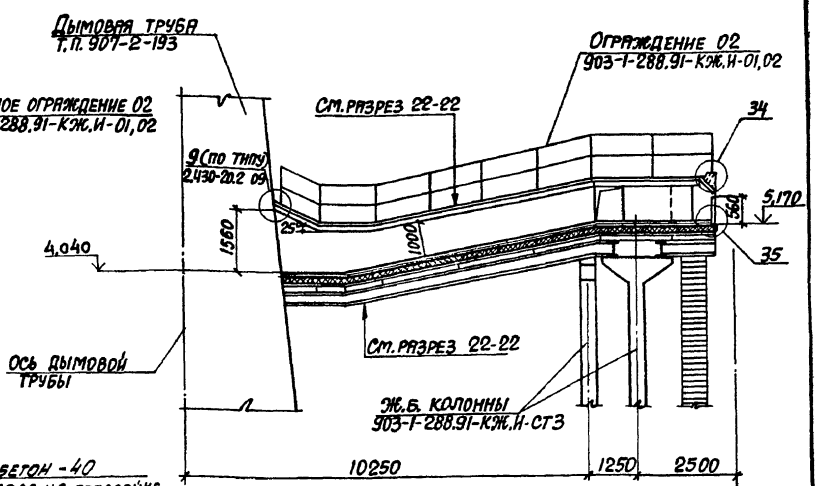 ДЫМОВАЯ ТРУБА
Т.П. 907-2-193
ОГРАЖДЕНИЕ 02
903-1-288.91-КЖ.И-01,02
ОГРАЖДЕНИЕ 02
288.91-КЖ.И-01,02
СМ. РАЗРЕЗ 22-22
34
9 (ПО ТИПУ)
2.430-20.2 09
560
5,170
25°
1560
1000
4,040
35
СМ. РАЗРЕЗ 22-22
ОСЬ ДЫМОВОЙ
ТРУБЫ
Ж.Б. КОЛОННЫ
903-1-288.91-КЖ.И-СТЗ
БЕТОН -40
10250
1250
2500